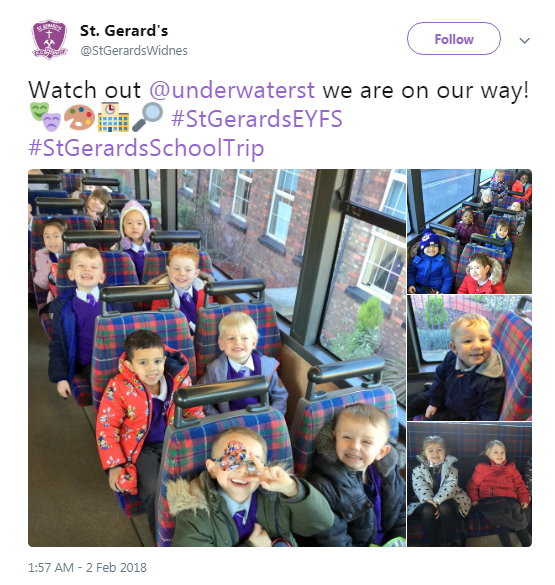 St. Gerard's
@StGerardsWidnes
Follow
Watch out @underwaterst we are on our way!
#StGerardsEYFS
#StGerardsSchoolTrip
1:57 AM - 2 Feb 2018